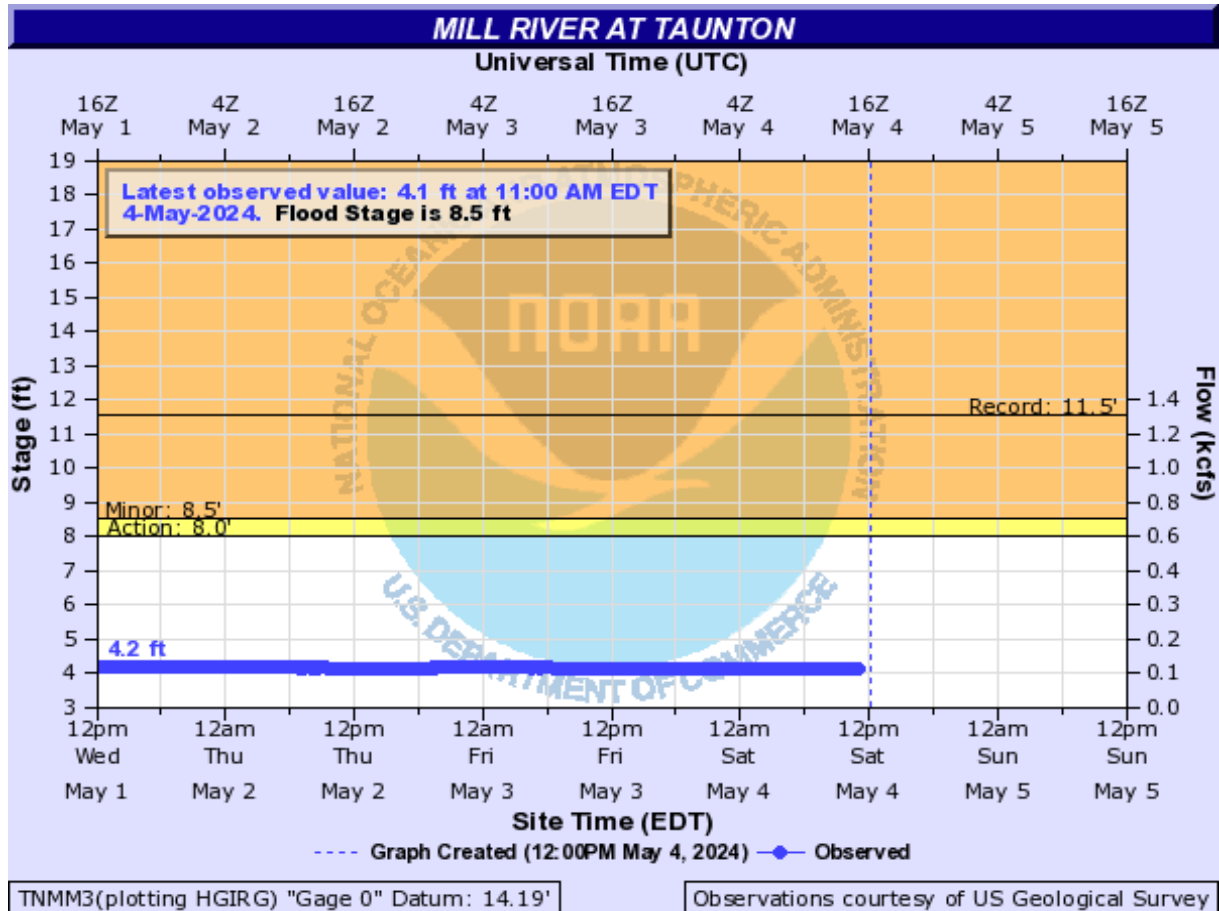 MILL RIVER AT TAUNTON
Universal Time (UTC)
16Z 4Z 16Z 4Z 16Z 4Z 16Z 4Z 16Z
May 1 May 2 May 2 May 3 May 3 May 4 May 4 May 5 May 5
Latest observed value: 4.1 ft at 11:00 AM EDT
4-May-2024. Flood Stage is 8.5 ft
NATIONAL OCEANIC AND ATMOSPHERIC ADMINISTRATION
NOAA
U.S. DEPARTMENT OF COMMERCE
Stage (ft)
19
18
17
16
15
14
13
12
11
10
9
8
7
6
5
4
3
Record: 11.5'
Minor: 8.5'
Action: 8.0'
4.2 ft
Flow (kcfs)
1.4
1.2
1.0
0.8
0.6
0.4
0.3
0.2
0.1
0.0
12pm 12am 12pm 12am 12pm 12am 12pm 12am 12pm
Wed Thu Thu Fri Fri Sat Sat Sun Sun
May 1 May 2 May 2 May 3 May 3 May 4 May 4 May 5 May 5
Site Time (EDT)
Graph Created (12:00PM May 4, 2024) Observed
TNMM3(plotting HGIRG) "Gage 0" Datum: 14.19'
Observations courtesy of US Geological Survey